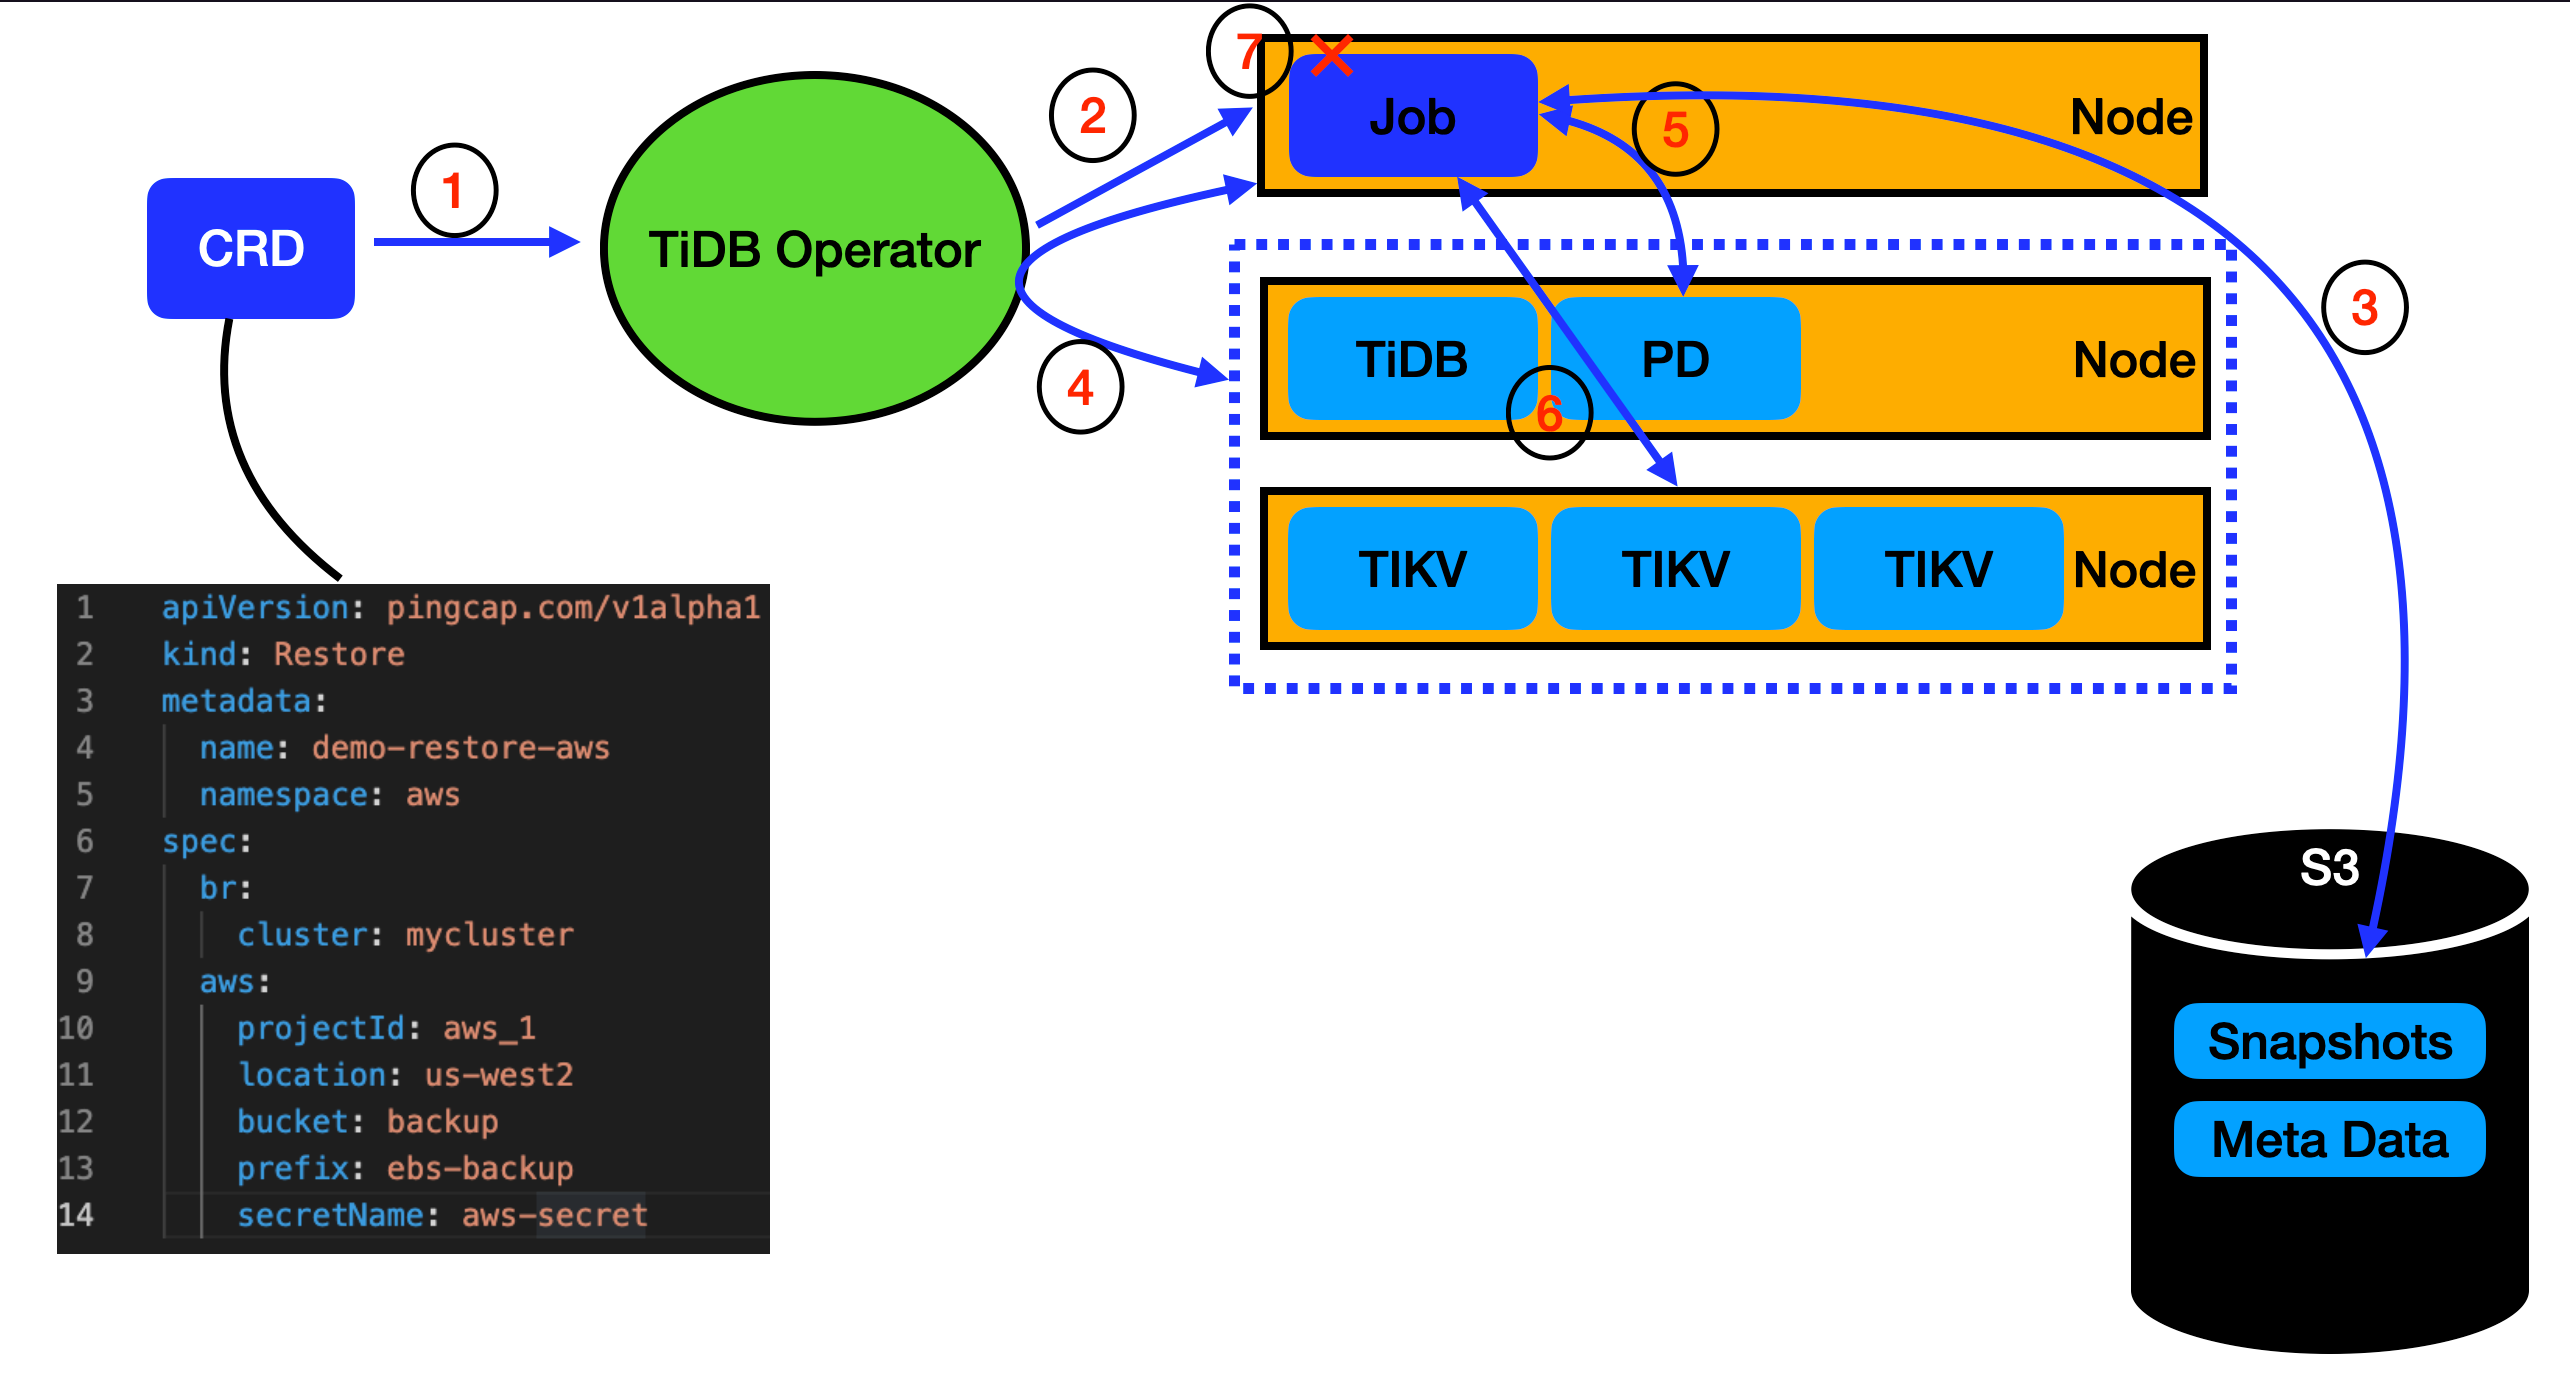 7
2
Job
5
Node
1
CRD
TiDB Operator
3
4
TiDB
PD
Node
6
TIKV
TIKV
TIKV
Node
1 apiVersion: pingcap.com/v1alpha1
2 kind: Restore
3 metadata:
4 name: demo-restore-aws
5 namespace: aws
6 spec:
7 br:
8 cluster: mycluster
9 aws:
10 projectId: aws_1
11 location: us-west2
12 bucket: backup
13 prefix: ebs-backup
14 secretName: aws-secret
S3
Snapshots
Meta Data